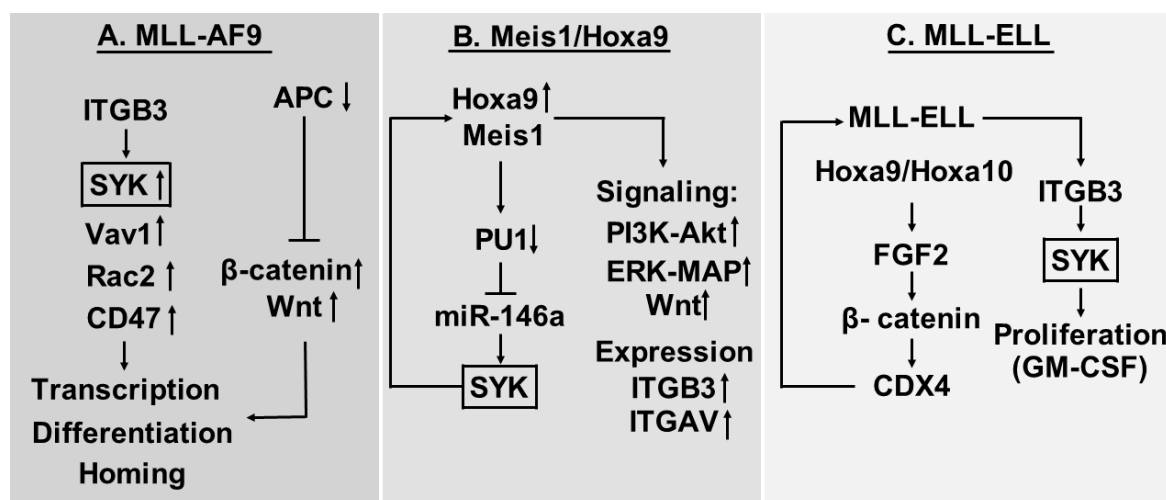 A. MLL-AF9
ITGB3
SYK↑
Vav1↑
Rac2 ↑
CD47↑
Transcription
Differentiation
Homing
APC↓
β-catenin↑
Wnt↑
B. Meis1/Hoxa9
Hoxa9↑
Meis1
PU1↓
miR-146a
SYK
Signaling:
PI3K-Akt↑
ERK-MAP↑
Wnt↑
Expression
ITGB3↑
ITGAV↑
C. MLL-ELL
MLL-ELL
Hoxa9/Hoxa10
FGF2
β- catenin
CDX4
ITGB3
SYK
Proliferation
(GM-CSF)